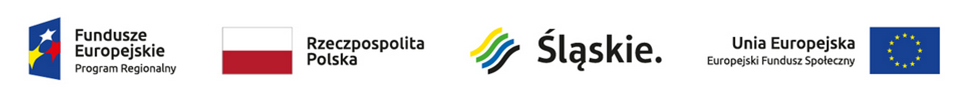 Fundusze
Europejskie
Program Regionalny
Rzeczpospolita
Polska
Śląskie.
Unia Europejska
Europejski Fundusz Społeczny